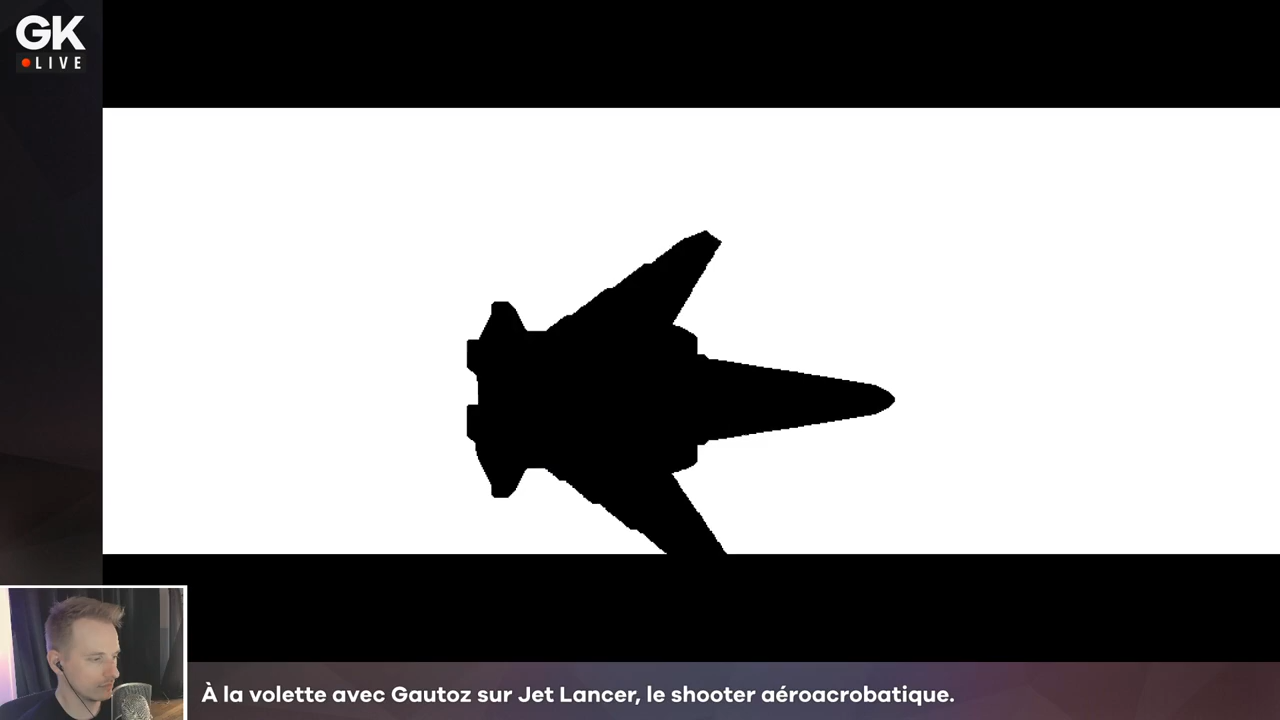 GK
LIVE
À la volette avec Gautoz sur Jet Lancer, le shooter aéroacrobatique.